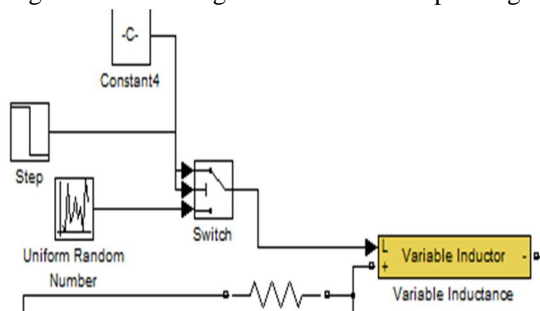 -C-
Constant4
Step
Switch
Uniform Random
Number
L
Variable Inductor
-
+
Variable Inductance